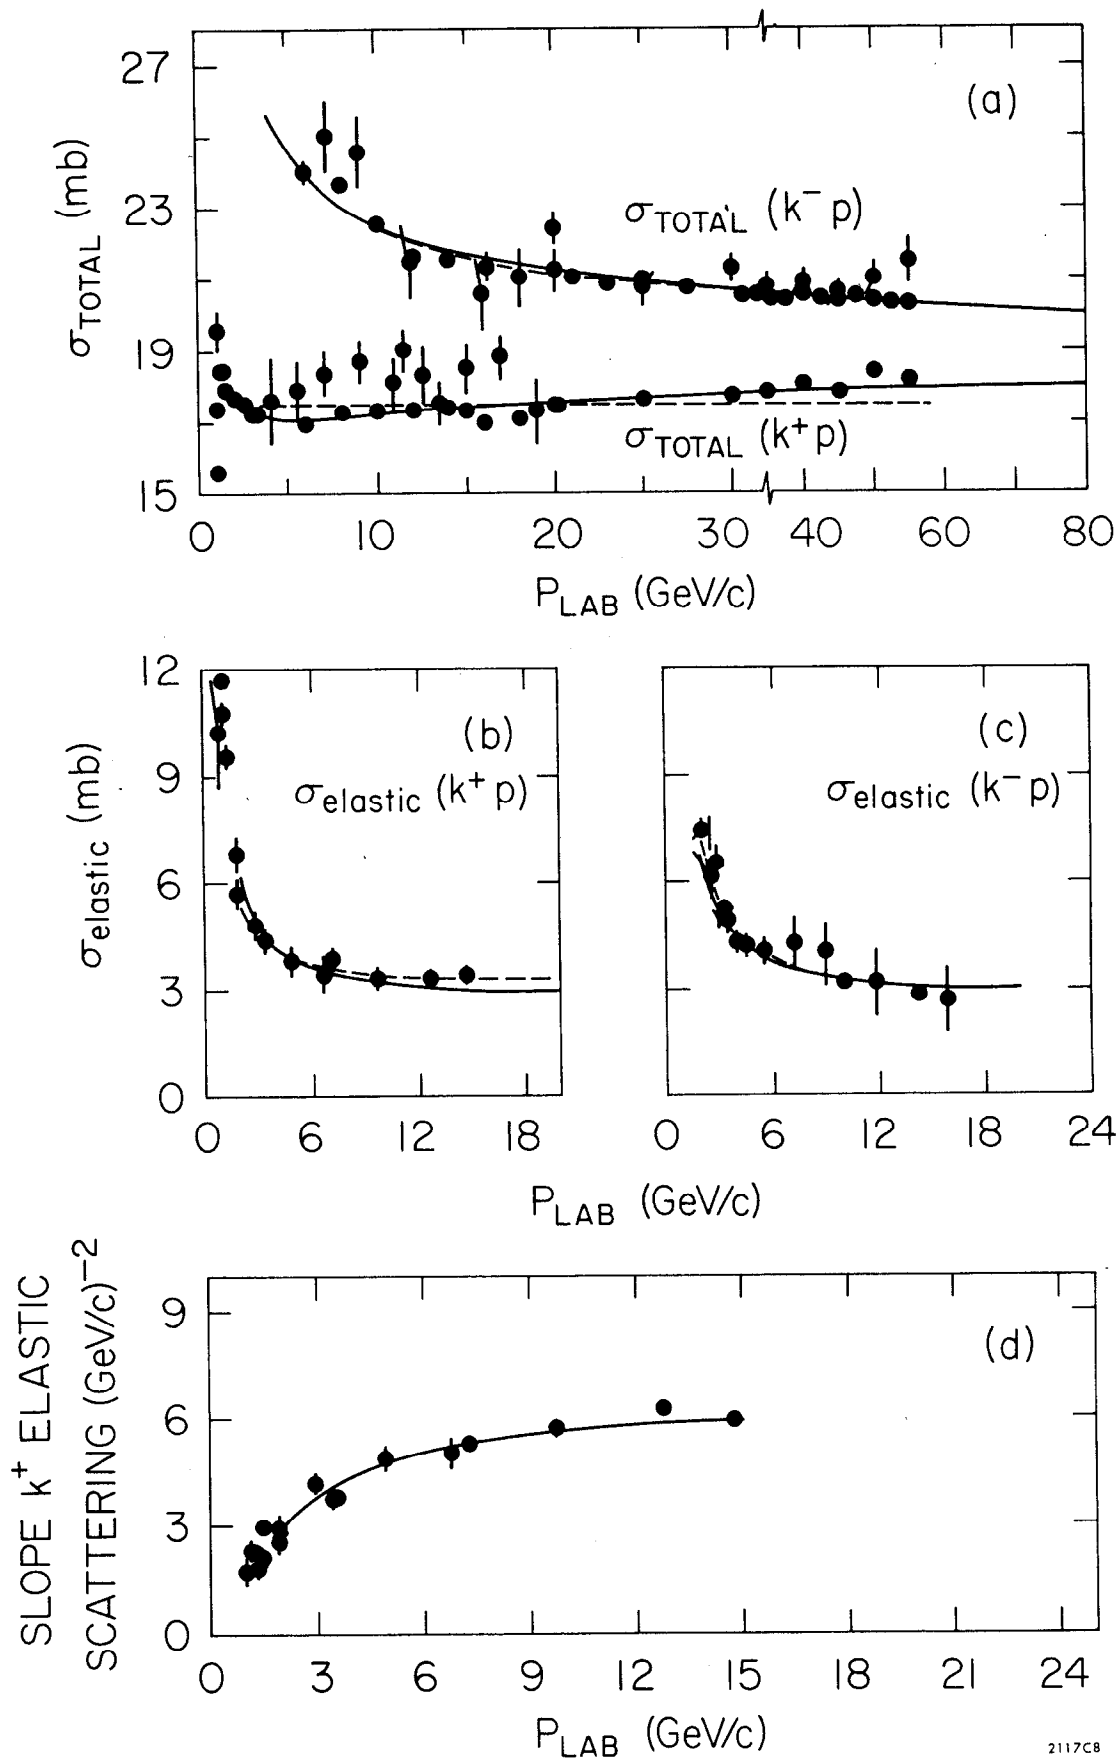 27
23
19
15
σTOTAL (mb)
(a)
σTOTAL (k⁻p)
σTOTAL (k⁺p)
0 10 20 30 40 60 80
PLAB (GeV/c)
12
9
6
3
0
σelastic (mb)
(b)
σelastic (k⁺p)
0 6 12 18
(c)
σelastic (k⁻p)
0 6 12 18 24
PLAB (GeV/c)
SLOPE k⁺ ELASTIC
SCATTERING (GeV/c)⁻²
9
6
3
0
(d)
0 3 6 9 12 15 18 21 24
PLAB (GeV/c)
2117C8